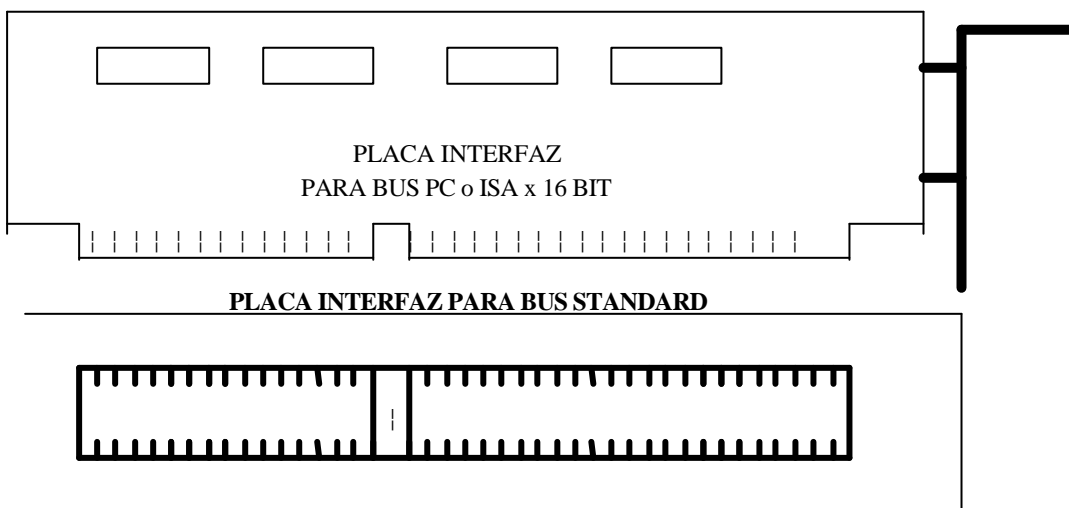 PLACA INTERFAZ
PARA BUS PC o ISA x 16 BIT
PLACA INTERFAZ PARA BUS STANDARD